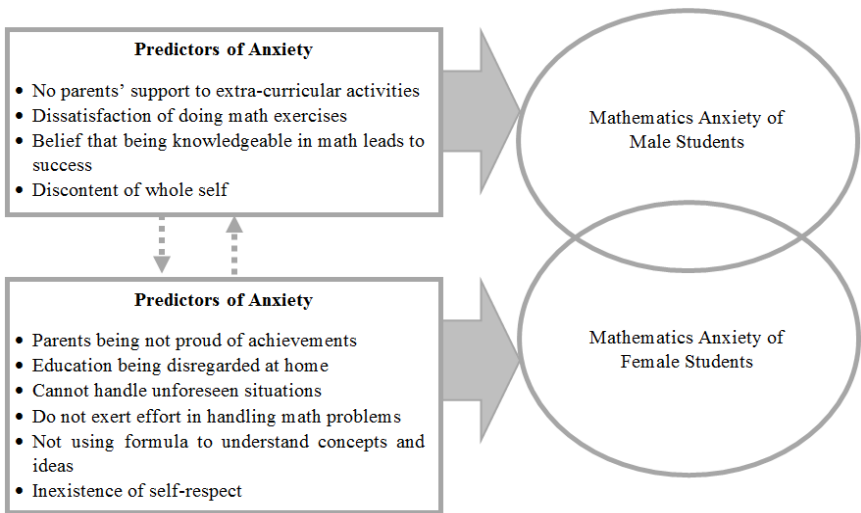 Predictors of Anxiety
• No parents’ support to extra-curricular activities
• Dissatisfaction of doing math exercises
• Belief that being knowledgeable in math leads to
success
• Discontent of whole self
Mathematics Anxiety of
Male Students
Predictors of Anxiety
• Parents being not proud of achievements
• Education being disregarded at home
• Cannot handle unforeseen situations
• Do not exert effort in handling math problems
• Not using formula to understand concepts and
ideas
• Inexistence of self-respect
Mathematics Anxiety of
Female Students